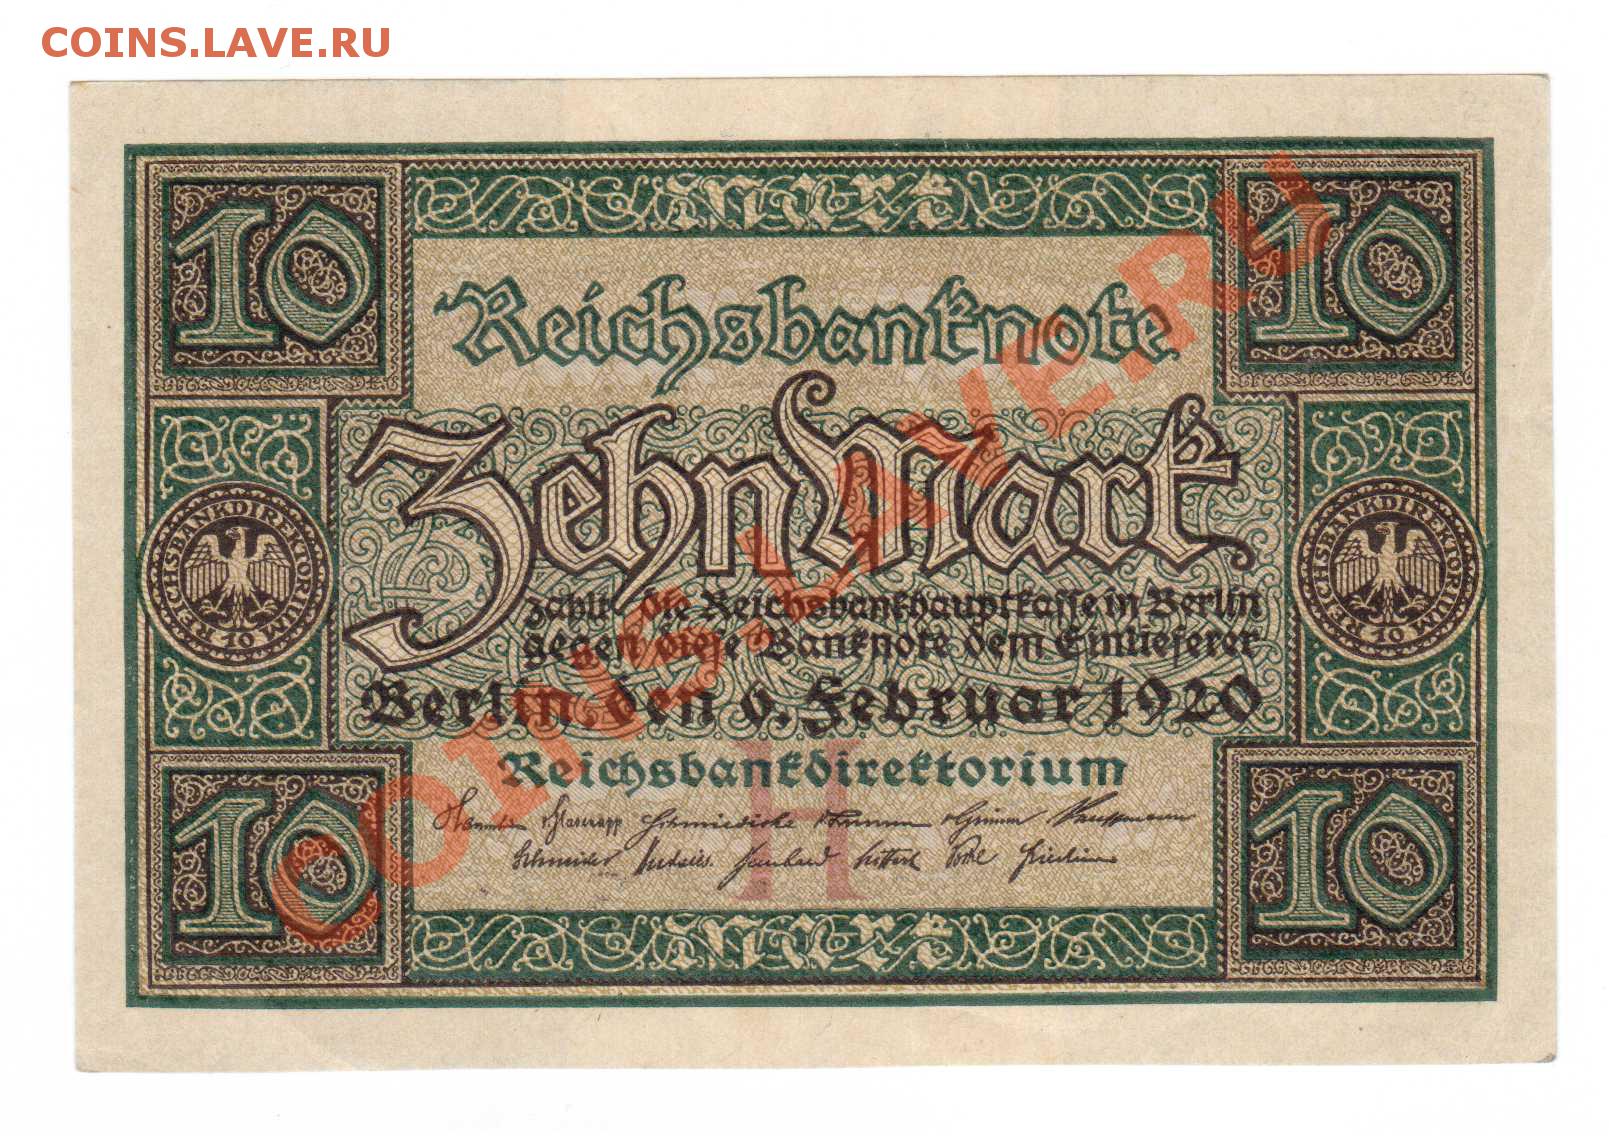 COINS.LAVE.RU
10 10
Reichsbanknote
Zehn Mark
zahlt die Reichsbankhauptkasse in Berlin
gegen diese Banknote dem Einlieferer
Berlin den 6. Februar 1920
Reichsbankdirektorium
H
Schneider
10 10
REICHSBANKDIREKTORIUM 10
REICHSBANKDIREKTORIUM 10
COINS.LAVE.RU